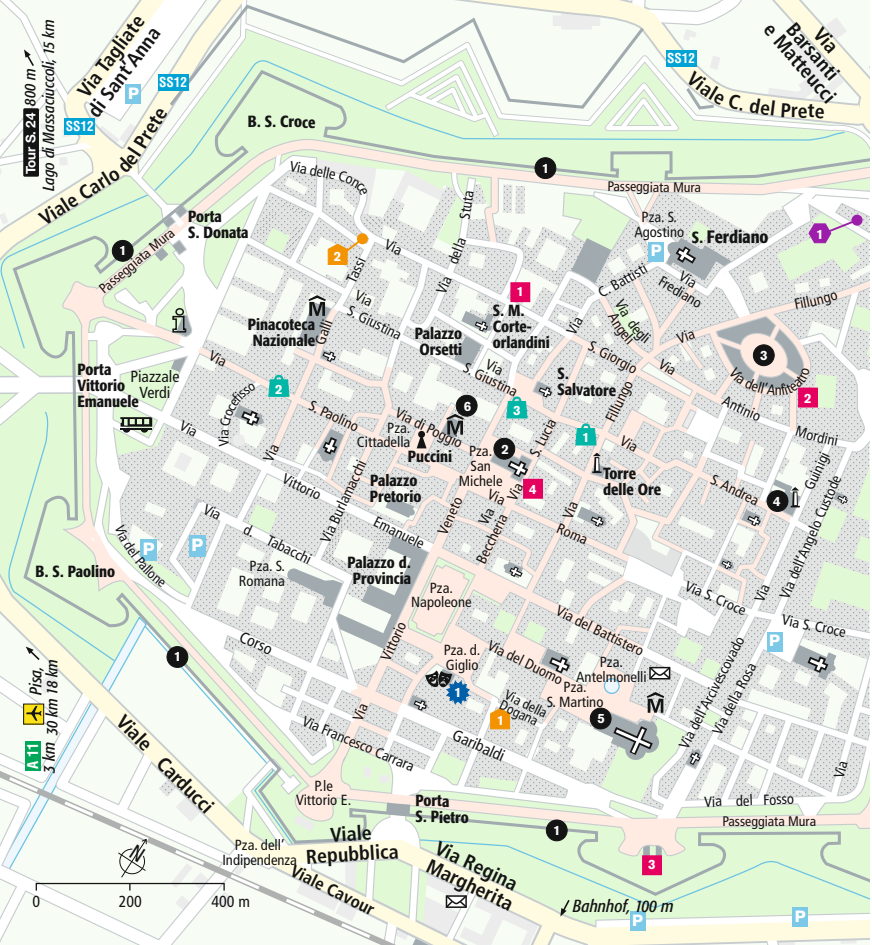 Via Tagliate
di Sant'Anna
Via
Barsanti
e Matteucci
Tour S. 24 800 m
Lago di Massaciuccoli, 15 km
P
SS12
SS12
SS12
Viale C. del Prete
Viale Carlo del Prete
B. S. Croce
1
Passeggiata Mura
Via delle Conce
Stuta
Porta
S. Donata
1
Passeggiata Mura
Pza. S.
Agostino
P
S. Ferdiano
1
2
Tassi
Via
Via della
C. Battisti
Via
Frediano
Fillungo
1
i
Pinacoteca
Nazionale
M
Galli
Via
S. Giustina
Palazzo
Orsetti
S. M.
Corte-
orlandini
Via
Via degli
Angeli
Via
3
Via dell'Anfiteatro
2
Porta
Vittorio
Emanuele
Piazzale
Verdi
Via
2
Via Crocefisso
Via
S. Giustina
S.
Salvatore
S. Giorgio
Via
Fillungo
Antinio
Mordini
6
M
3
1
Via
S. Paolino
Via di Poggio
Pza.
Cittadella
Puccini
Pza.
San
Michele
2
S. Lucia
Via
Torre
delle Ore
4
S. Andrea
4
Guinigi
Via dell'Angelo Custode
Via
Vittorio
Via Burlamacchi
Palazzo
Pretorio
Veneto
Via
Via
Via
Beccheria
Via
Roma
Emanuele
Via
d. Tabacchi
Via del Pallone
P
P
B. S. Paolino
Pza. S.
Romana
Palazzo d.
Provincia
Pza.
Napoleone
Via
Via S. Croce
Via S. Croce
P
Via del Battistero
1
Corso
Vittorio
Pza. d.
Giglio
1
Via del Duomo
Pza.
Antelmonelli
Pza.
S. Martino
5
M
Via dell'Arcivescovado
Via della Rosa
Via della
Dogana
1
Via
Pisa,
30 km 18 km
A 11
3 km
Via Francesco Carrara
Garibaldi
Via
Viale Carducci
P.le
Vittorio E.
Porta
S. Pietro
Via del Fosso
Passeggiata Mura
1
3
Pza. dell'
Indipendenza
Viale
Repubblica
Via Regina
Margherita
Viale Cavour
Bahnhof, 100 m
P
P
N
0 200 400 m